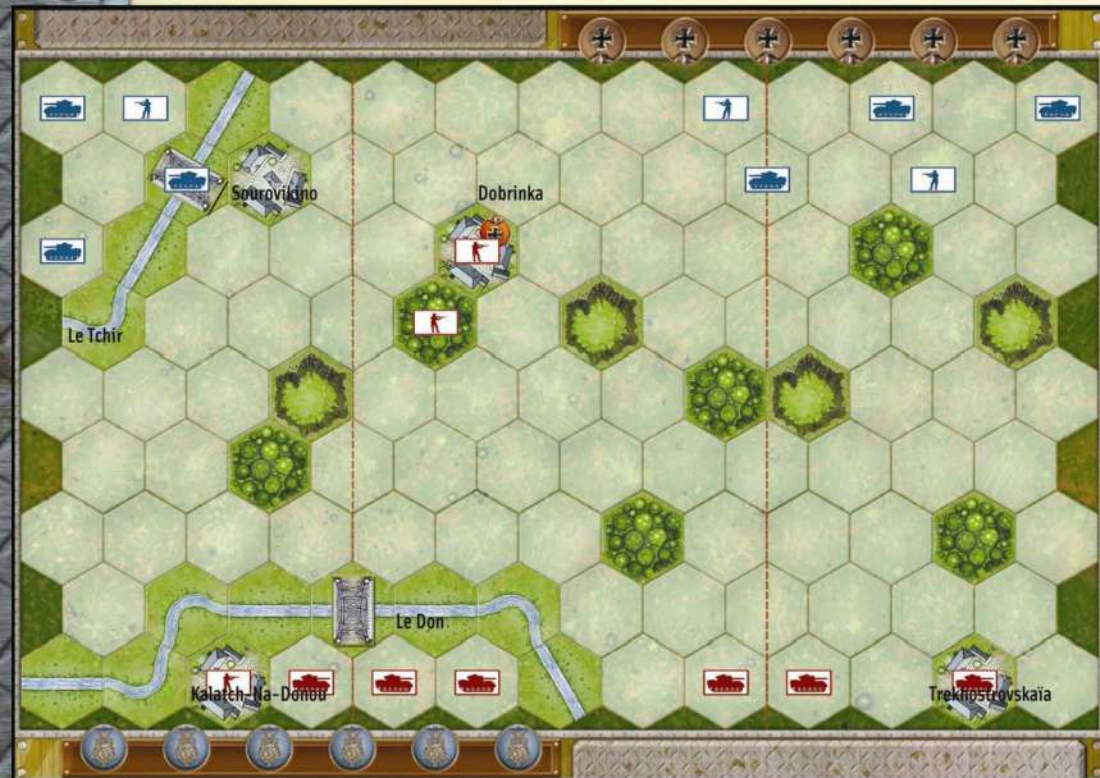 Sourovikino
Dobrinka
Le Tchir
Le Don
Kalatch-Na-Donou
Trekhostrovskaïa